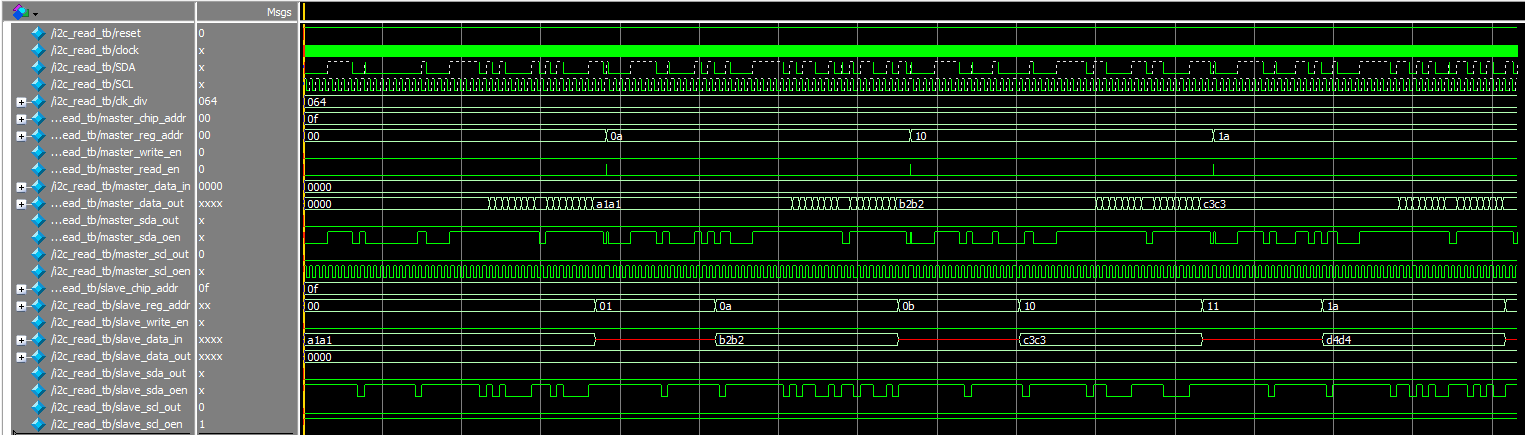 Msgs
/i2c_read_tb/reset 0
/i2c_read_tb/clock x
/i2c_read_tb/SDA x
/i2c_read_tb/SCL x
/i2c_read_tb/clk_div 064 064
...ead_tb/master_chip_addr 00 0f
...ead_tb/master_reg_addr 00 00 0a 10 1a
...ead_tb/master_write_en 0
...ead_tb/master_read_en 0
/i2c_read_tb/master_data_in 0000 0000
...ead_tb/master_data_out xxxx 0000 a1a1 b2b2 c3c3
...ead_tb/master_sda_out x
...ead_tb/master_sda_oen x
...ead_tb/master_scl_out 0
...ead_tb/master_scl_oen x
...ead_tb/slave_chip_addr 0f 0f
/i2c_read_tb/slave_reg_addr xx 00 01 0a 0b 10 11 1a
/i2c_read_tb/slave_write_en x
/i2c_read_tb/slave_data_in xxxx a1a1 b2b2 c3c3 d4d4
/i2c_read_tb/slave_data_out xxxx 0000
/i2c_read_tb/slave_sda_out x
/i2c_read_tb/slave_sda_oen x
/i2c_read_tb/slave_scl_out 0
/i2c_read_tb/slave_scl_oen 1